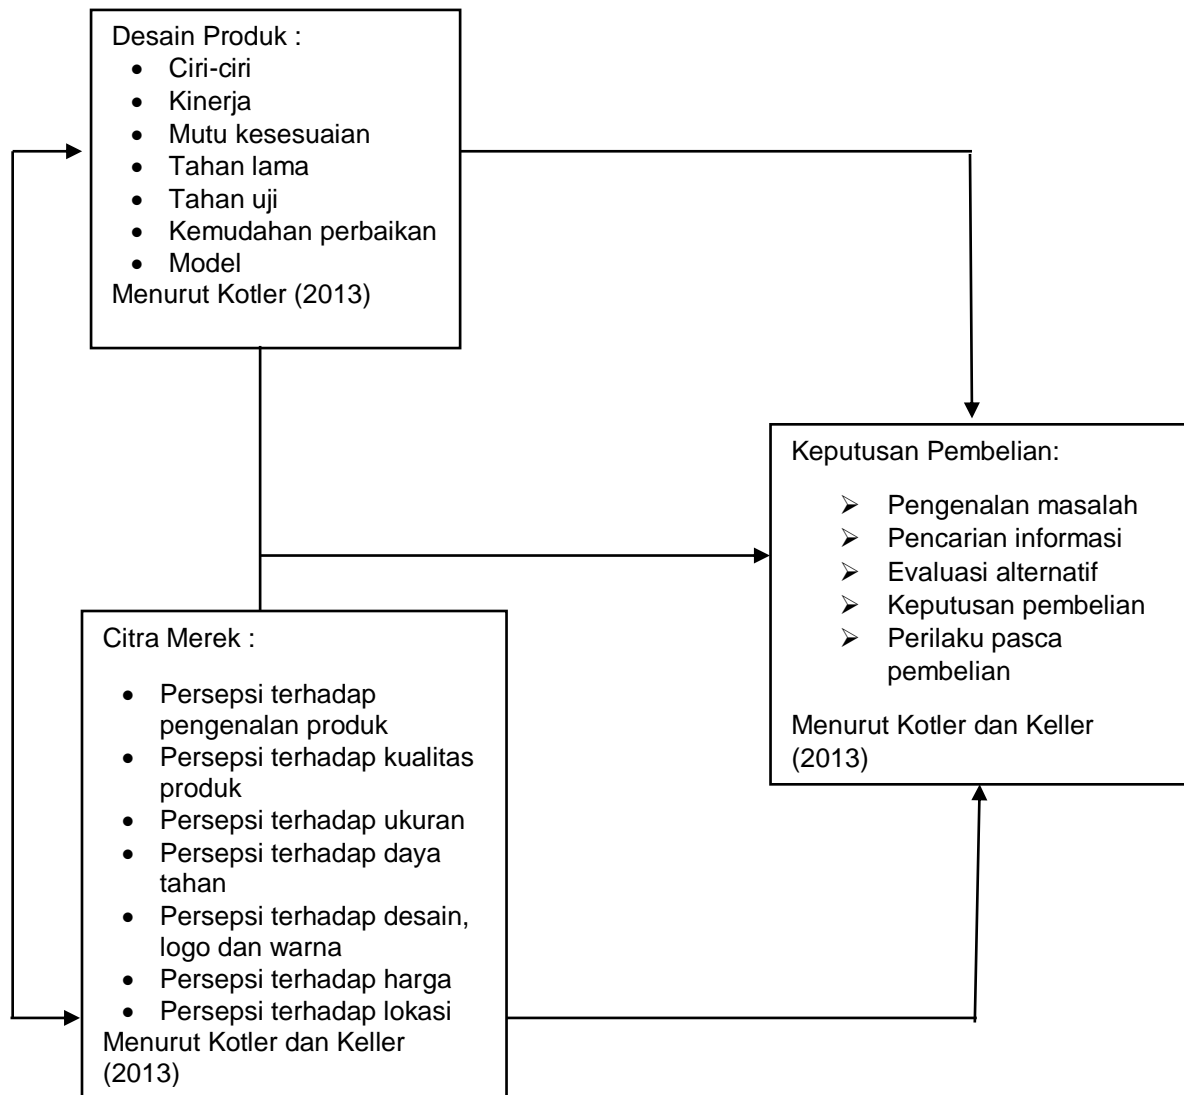 Desain Produk :
• Ciri-ciri
• Kinerja
• Mutu kesesuaian
• Tahan lama
• Tahan uji
• Kemudahan perbaikan
• Model
Menurut Kotler (2013)
Keputusan Pembelian:
➢ Pengenalan masalah
➢ Pencarian informasi
➢ Evaluasi alternatif
➢ Keputusan pembelian
➢ Perilaku pasca
pembelian
Menurut Kotler dan Keller
(2013)
Citra Merek :
• Persepsi terhadap
pengenalan produk
• Persepsi terhadap kualitas
produk
• Persepsi terhadap ukuran
• Persepsi terhadap daya
tahan
• Persepsi terhadap desain,
logo dan warna
• Persepsi terhadap harga
• Persepsi terhadap lokasi
Menurut Kotler dan Keller
(2013)